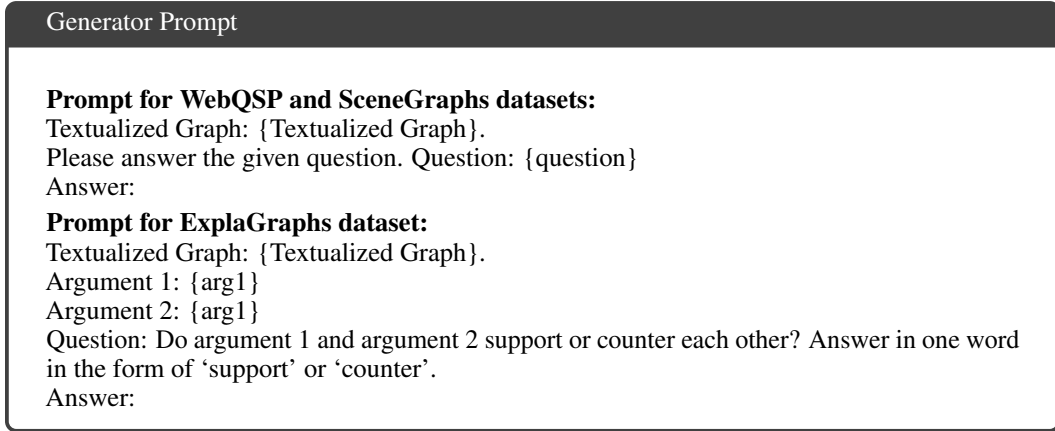 Generator Prompt
Prompt for WebQSP and SceneGraphs datasets:
Textualized Graph: {Textualized Graph}.
Please answer the given question. Question: {question}
Answer:
Prompt for ExplaGraphs dataset:
Textualized Graph: {Textualized Graph}.
Argument 1: {arg1}
Argument 2: {arg1}
Question: Do argument 1 and argument 2 support or counter each other? Answer in one word
in the form of ‘support’ or ‘counter’.
Answer: